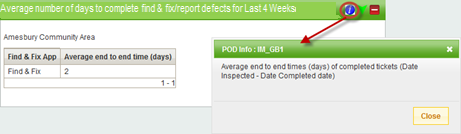 Average number of days to complete find & fix/report defects for Last 4 Weeks
Amesbury Community Area
Find & Fix App Average end to end time (days)
Find & Fix 2
1 - 1
POD Info : IM_GB1
Average end to end times (days) of completed tickets (Date
Inspected - Date Completed date)
Close